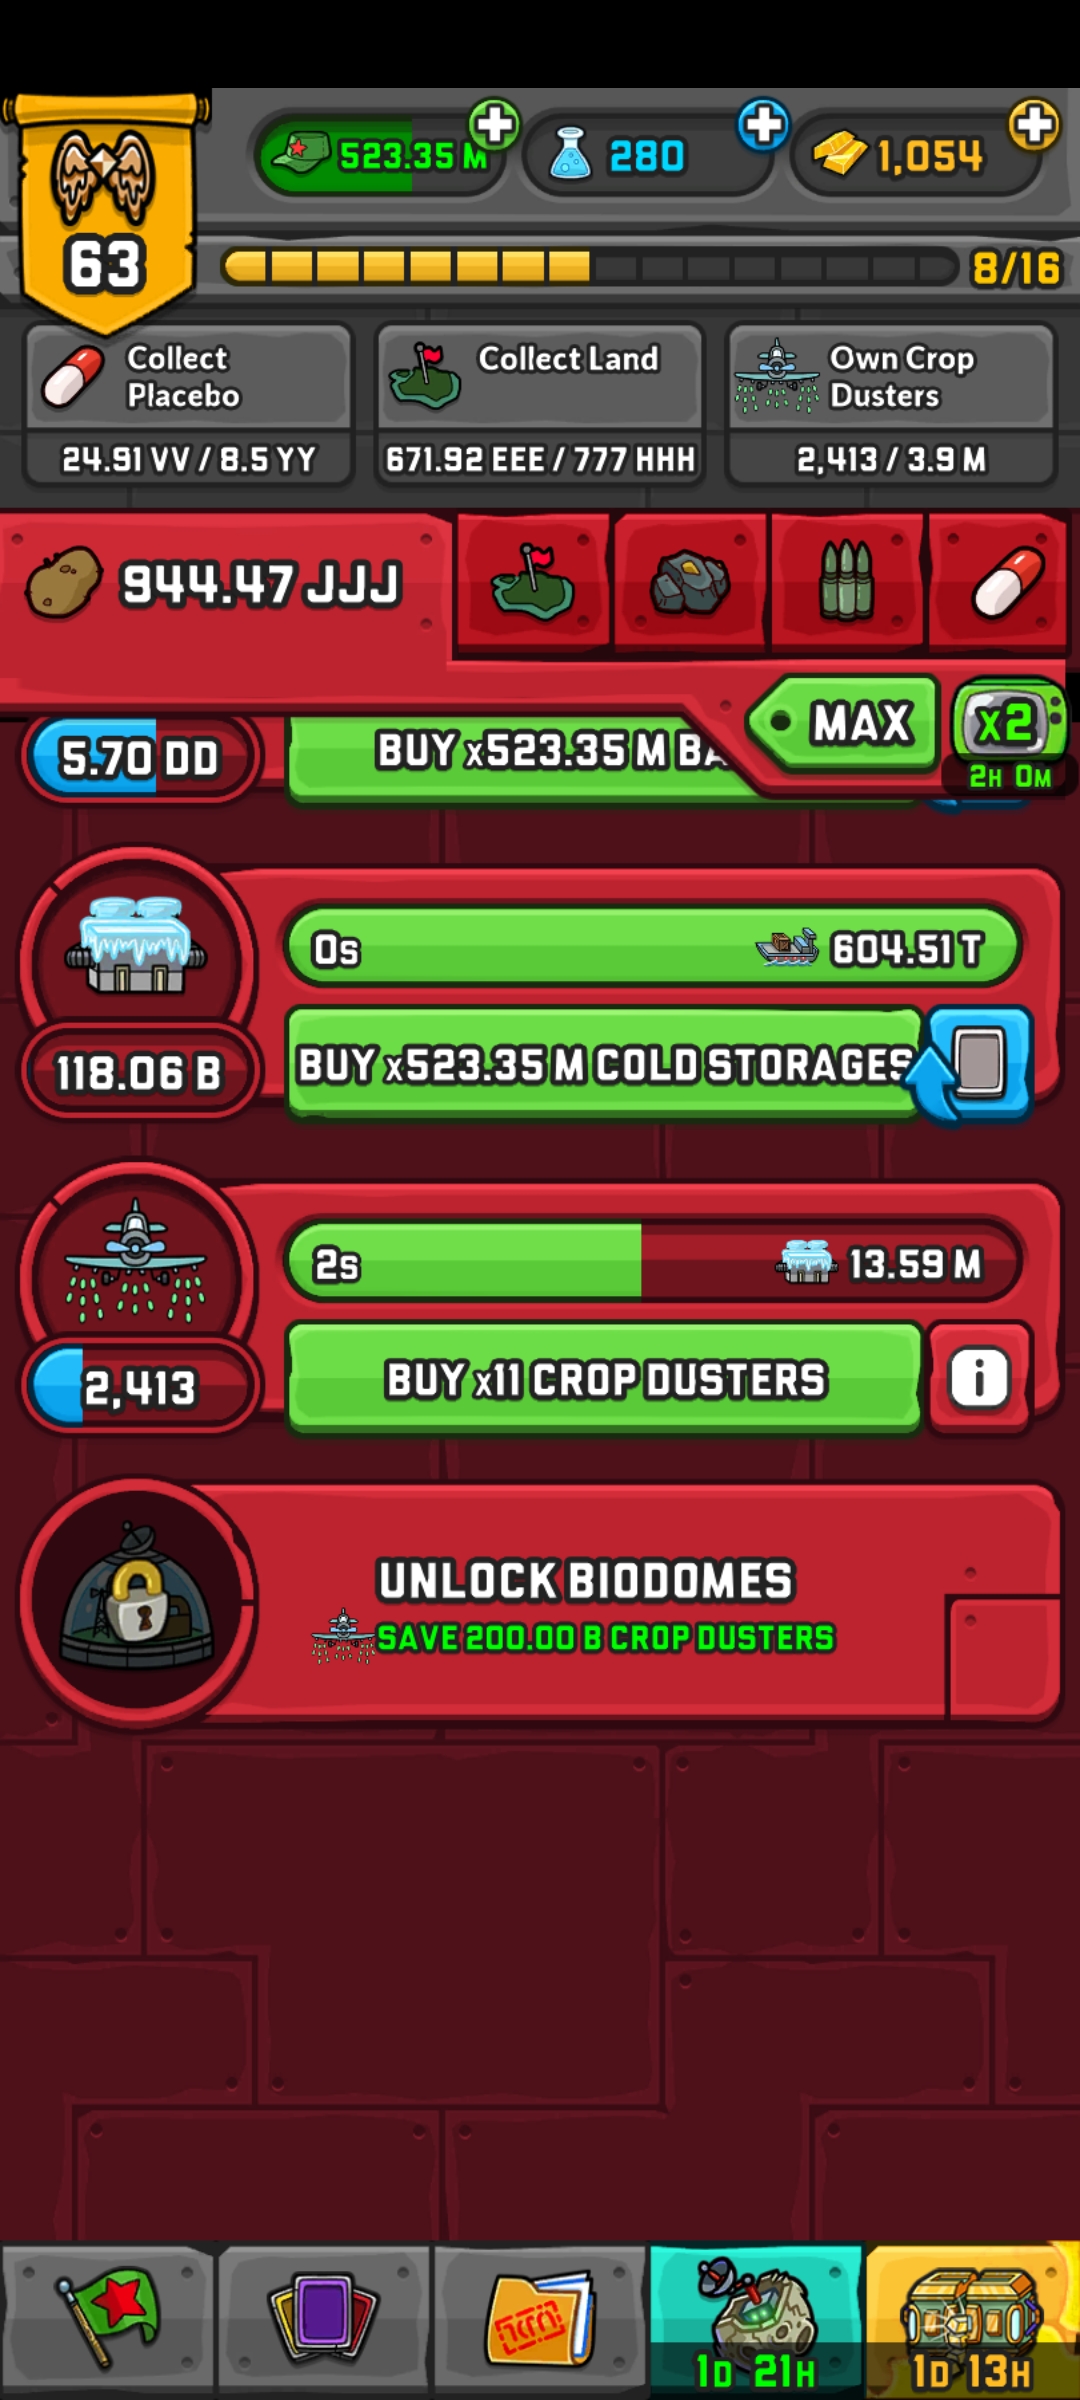 523.35 M
280
1,054
63
8/16
Collect Placebo
24.91 VV / 8.5 YY
Collect Land
671.92 EEE / 777 HHH
Own Crop Dusters
2,413 / 3.9 M
944.47 JJJ
MAX
X2
2H 0M
5.70 DD
BUY x523.35 M BA
0s
604.51 T
118.06 B
BUY x523.35 M COLD STORAGES
2s
13.59 M
2,413
BUY x11 CROP DUSTERS
i
UNLOCK BIODOMES
SAVE 200.00 B CROP DUSTERS
1D 21H
1D 13H